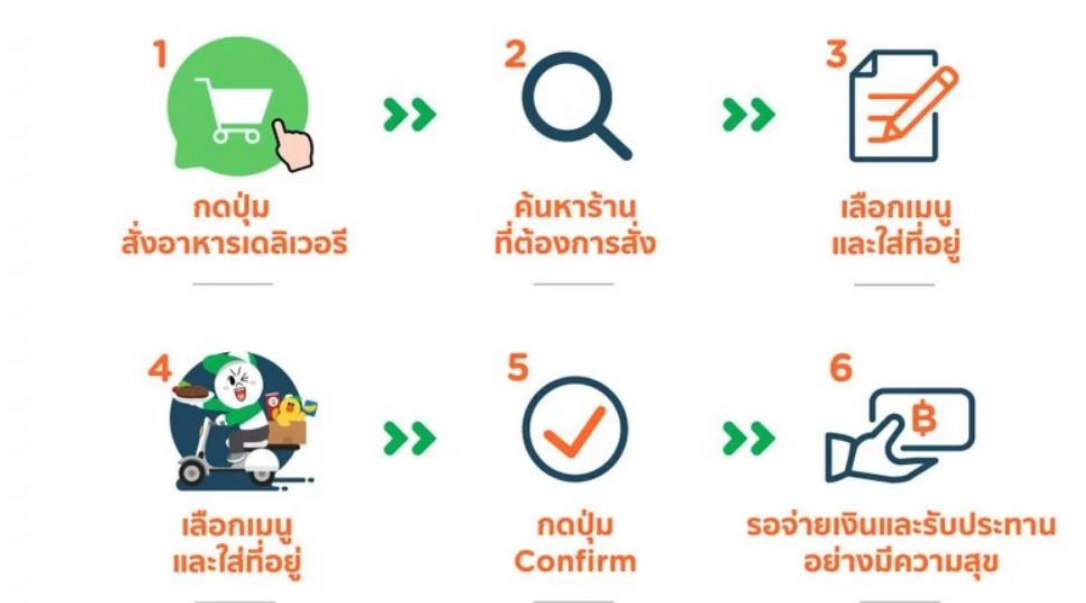 1
กดปุ่ม
สั่งอาหารเดลิเวอรี
2
ค้นหาร้าน
ที่ต้องการสั่ง
3
เลือกเมนู
และใส่ที่อยู่
4
เลือกเมนู
และใส่ที่อยู่
5
กดปุ่ม
Confirm
6
฿
รอจ่ายเงินและรับประทาน
อย่างมีความสุข